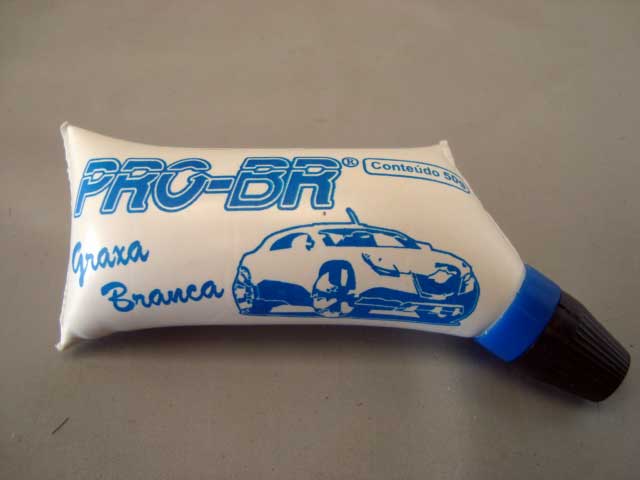 PRO-BR®
Conteúdo 50g
Graxa
Branca